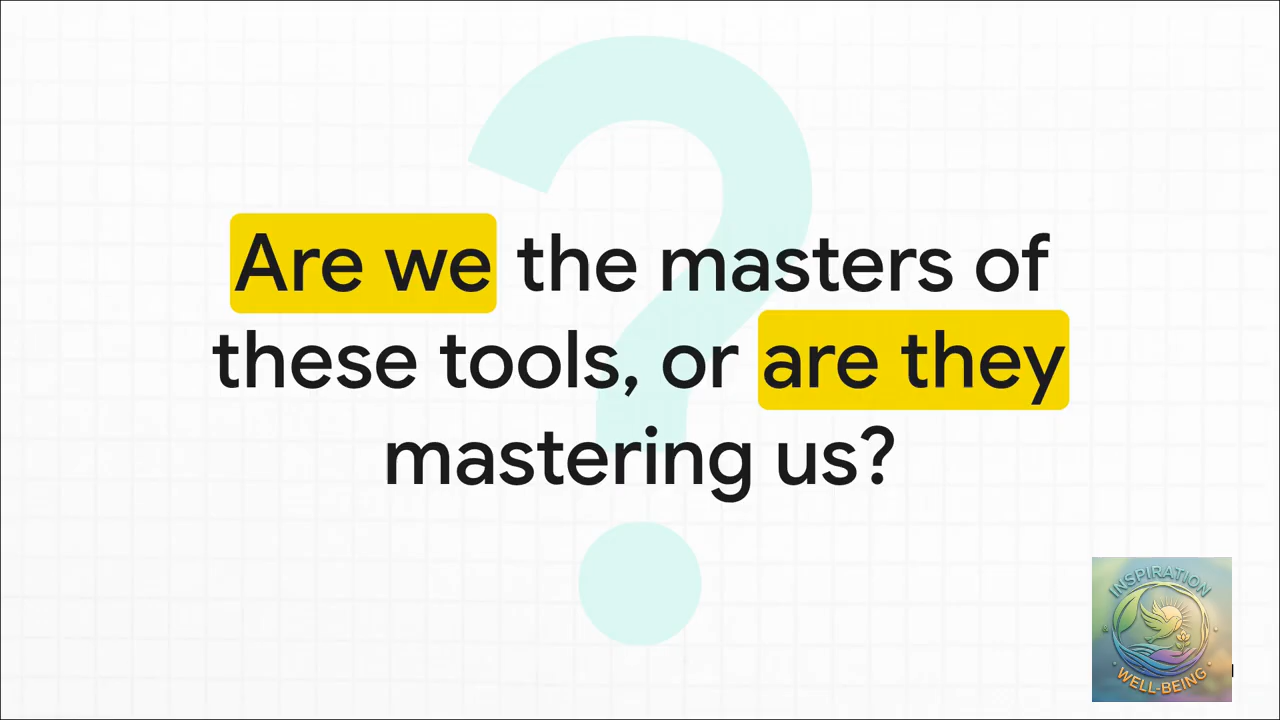 Are we the masters of
these tools, or are they
mastering us?
INSPIRATION
& WELL-BEING